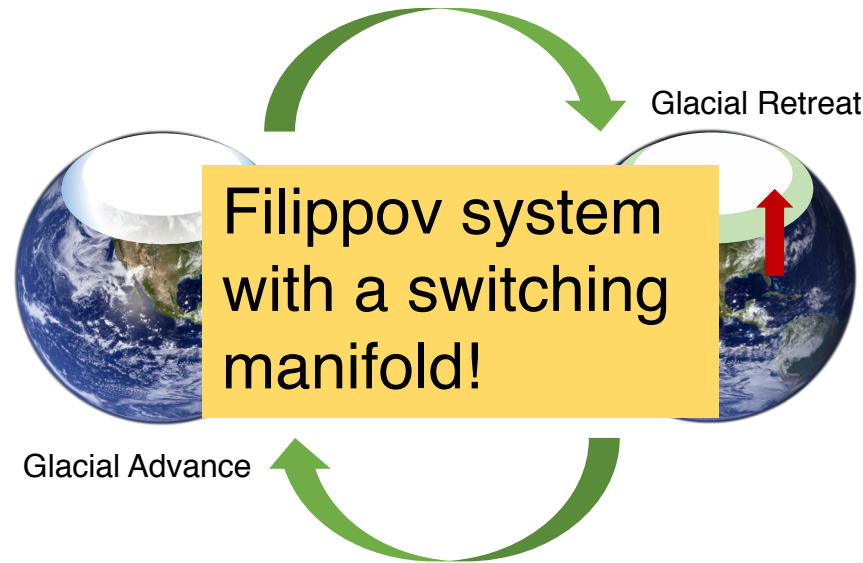 Glacial Retreat
Filippov system
with a switching
manifold!
Glacial Advance